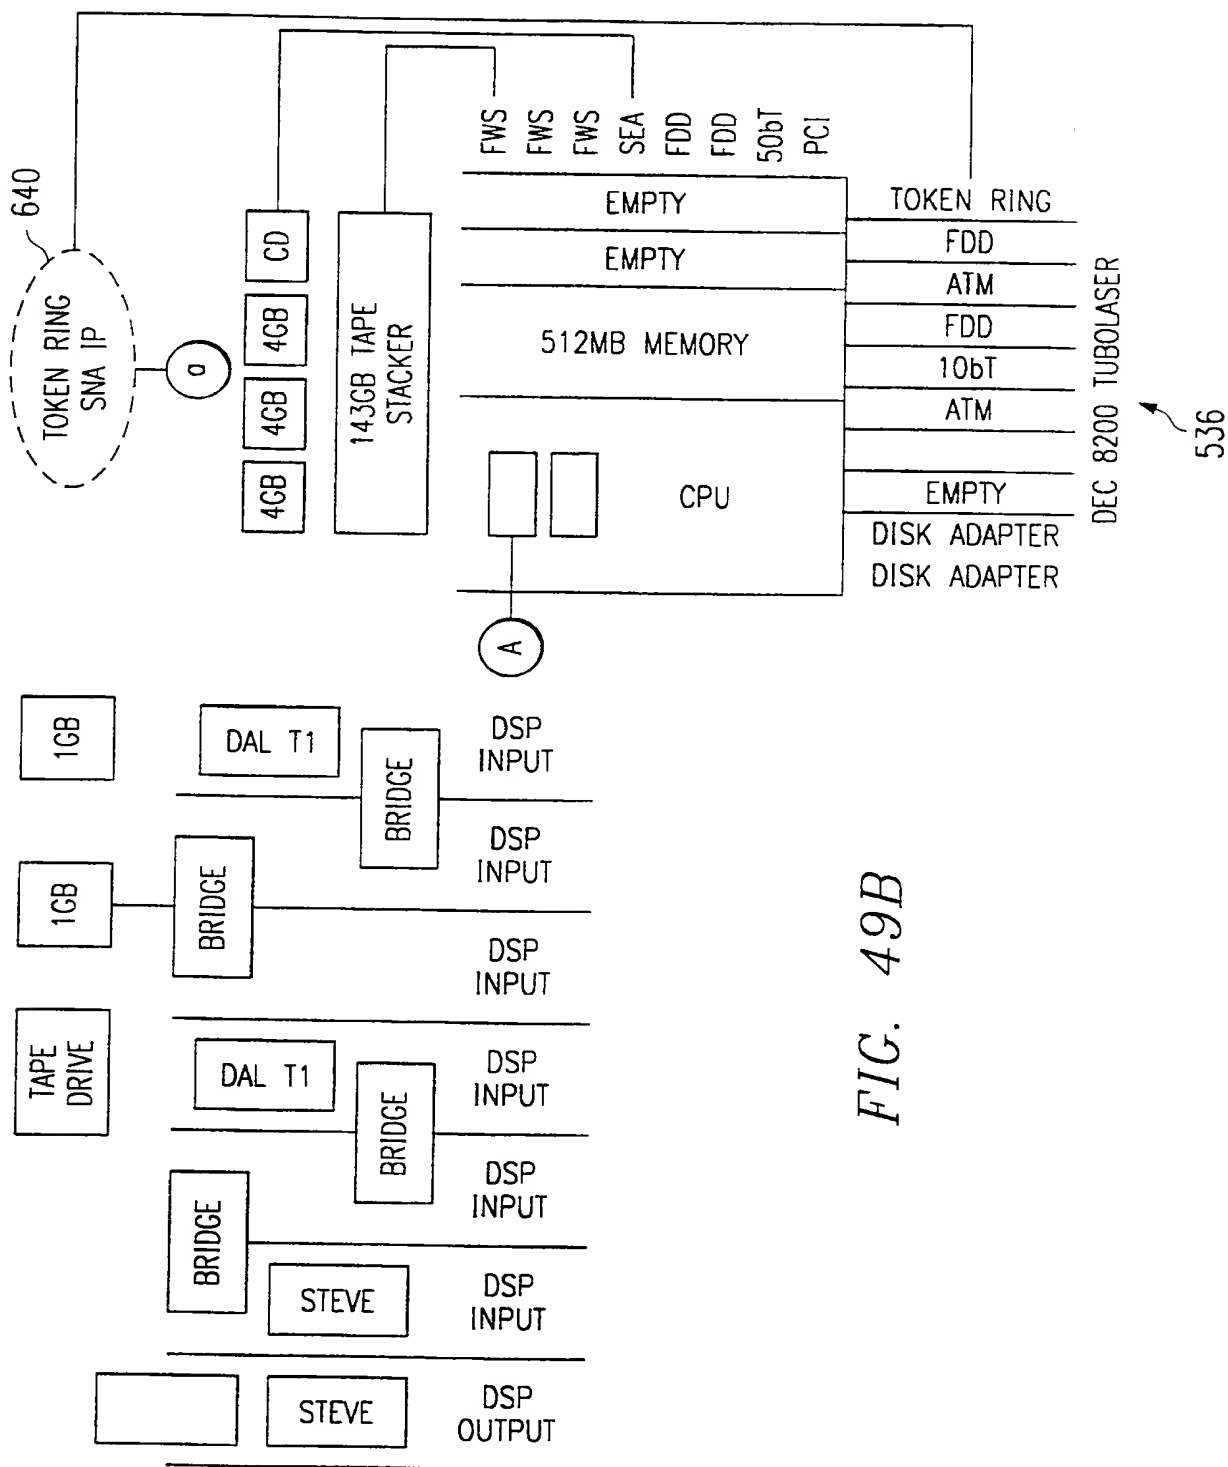 640
TOKEN RING
SNA IP
a
4GB
4GB
4GB
CD
143GB TAPE
STACKER
FWS
FWS
FWS
SEA
FDD
FDD
50bT
PCI
EMPTY
EMPTY
512MB MEMORY
CPU
A
TOKEN RING
FDD
ATM
FDD
10bT
ATM
EMPTY
DISK ADAPTER
DISK ADAPTER
DEC 8200 TUBOLASER
536
1GB
1GB
TAPE
DRIVE
DAL T1
BRIDGE
BRIDGE
DAL T1
BRIDGE
BRIDGE
STEVE
STEVE
DSP
INPUT
DSP
INPUT
DSP
INPUT
DSP
INPUT
DSP
INPUT
DSP
INPUT
DSP
OUTPUT
FIG. 49B